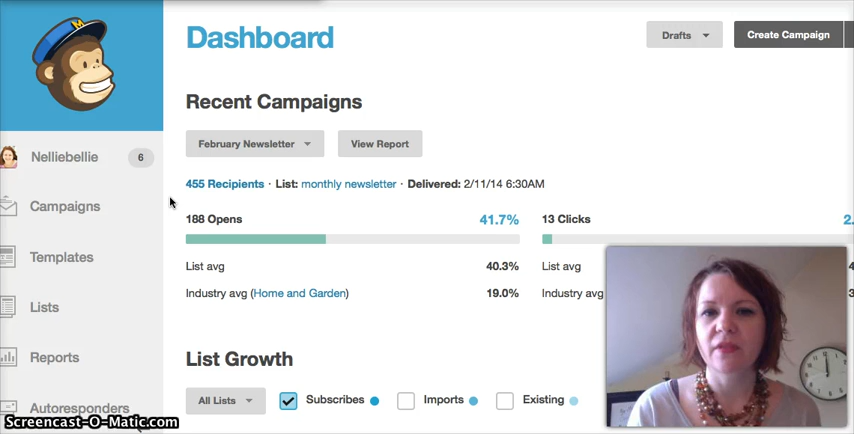 Dashboard
Drafts
Create Campaign
Recent Campaigns
February Newsletter
View Report
Nelliebellie
6
455 Recipients · List: monthly newsletter · Delivered: 2/11/14 6:30AM
Campaigns
188 Opens 41.7%
13 Clicks 2.
Templates
List avg 40.3%
List avg
Industry avg (Home and Garden) 19.0%
Industry avg
Lists
Reports
List Growth
All Lists
Subscribes
Imports
Existing
Autoresponders
Screencast-O-Matic.com